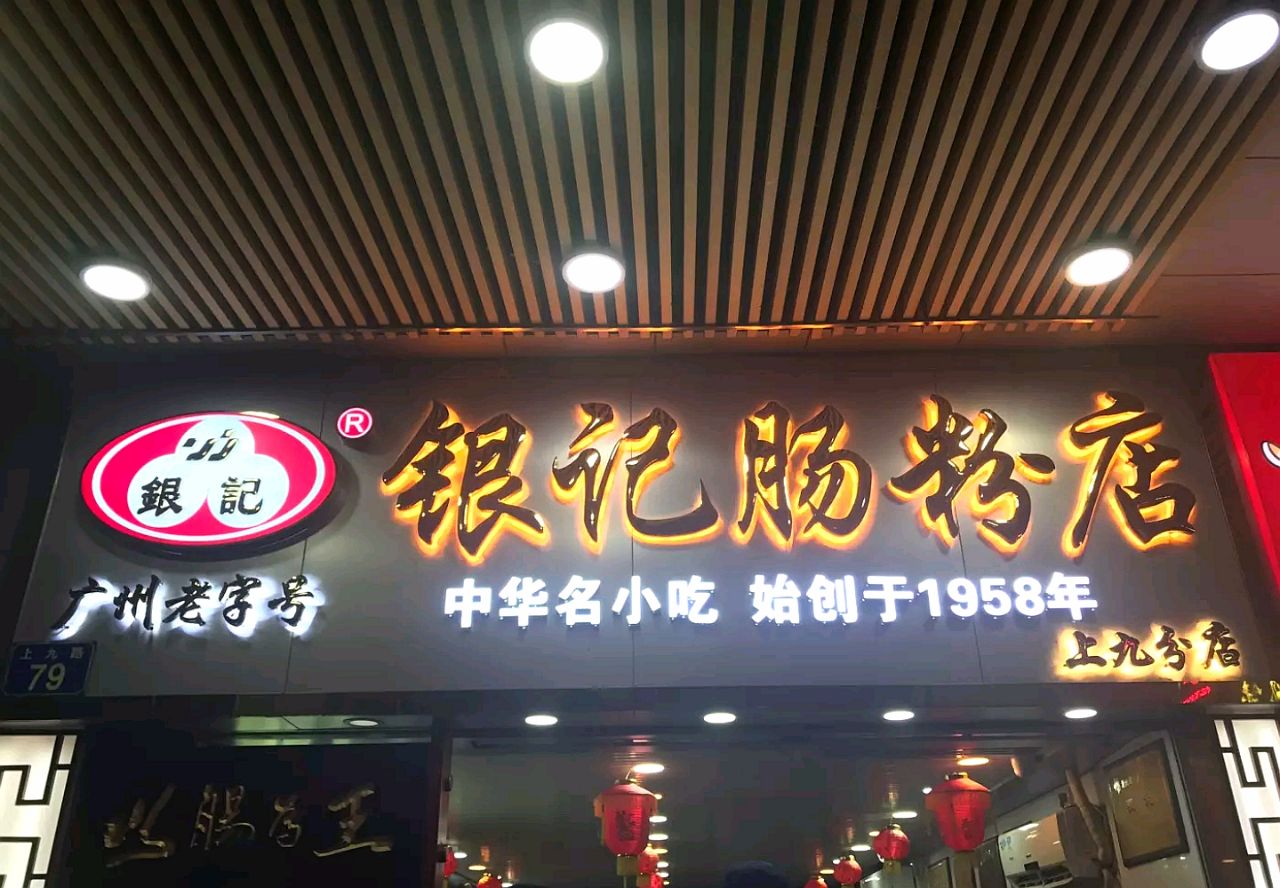 銀記
®
银记肠粉店
广州老字号
中华名小吃 始创于1958年
上九分店
上九路
79